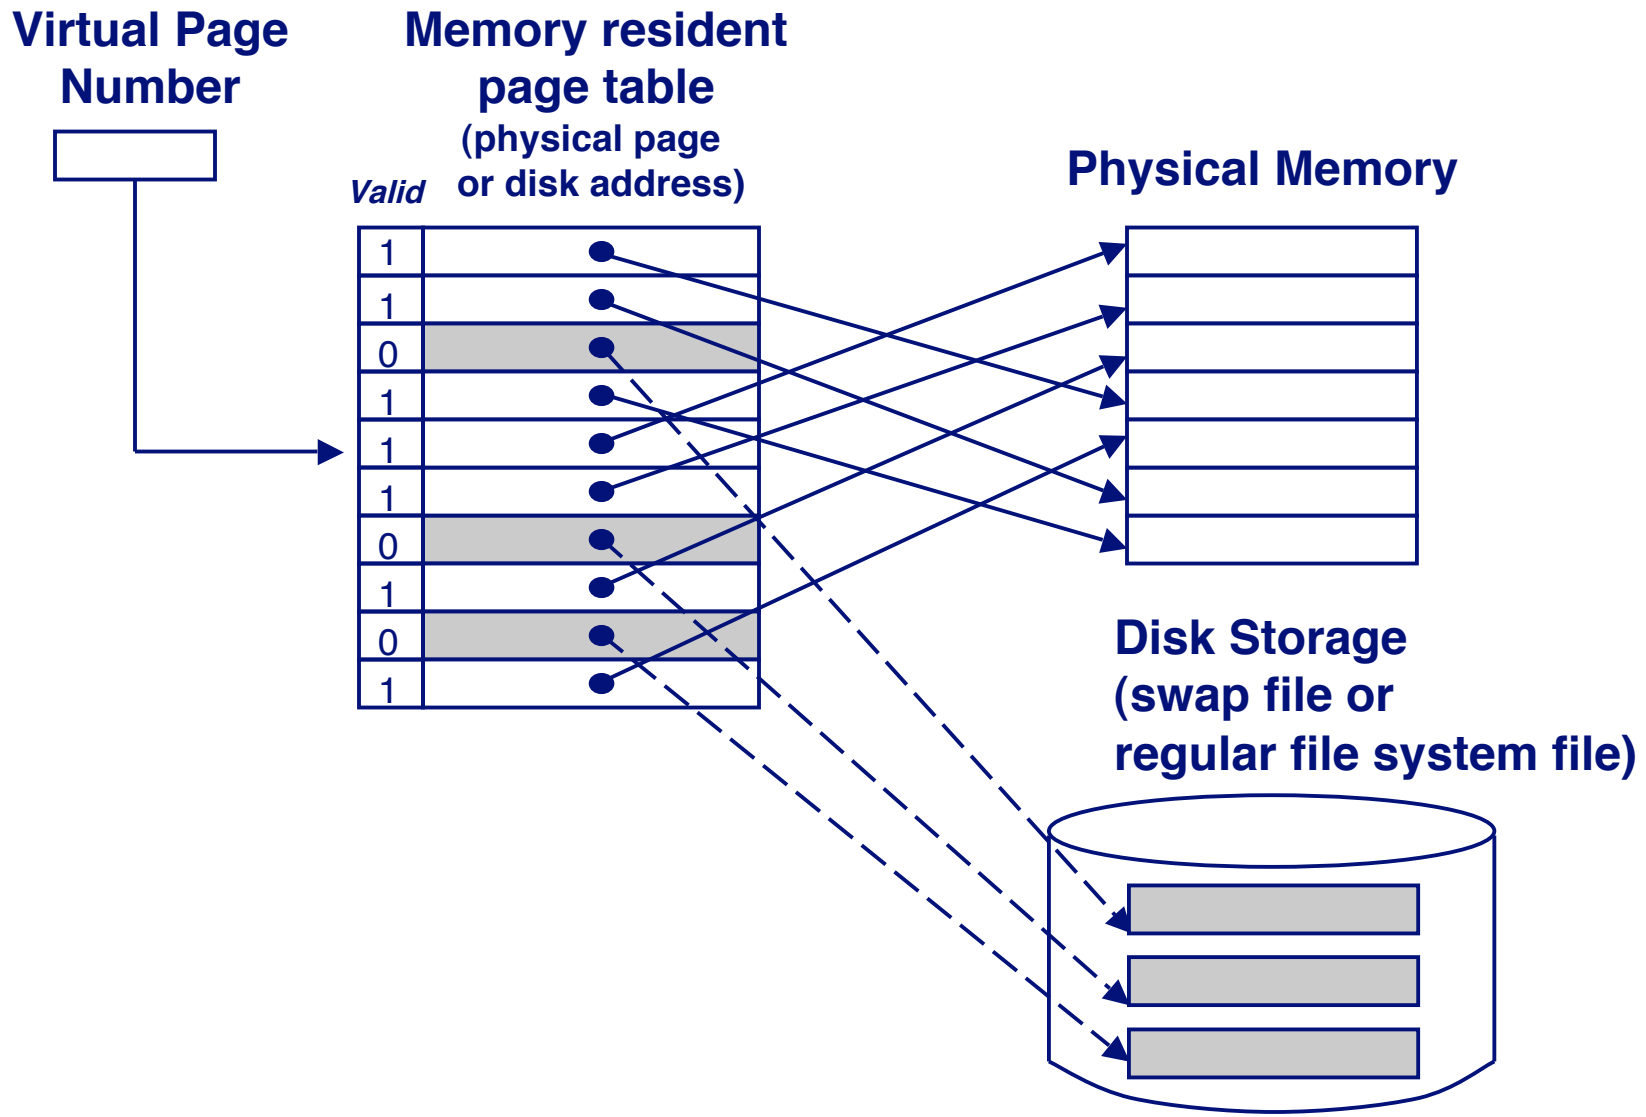 Virtual Page
Number
Memory resident
page table
(physical page
or disk address)
Valid
1
1
0
1
1
1
0
1
0
1
Physical Memory
Disk Storage
(swap file or
regular file system file)